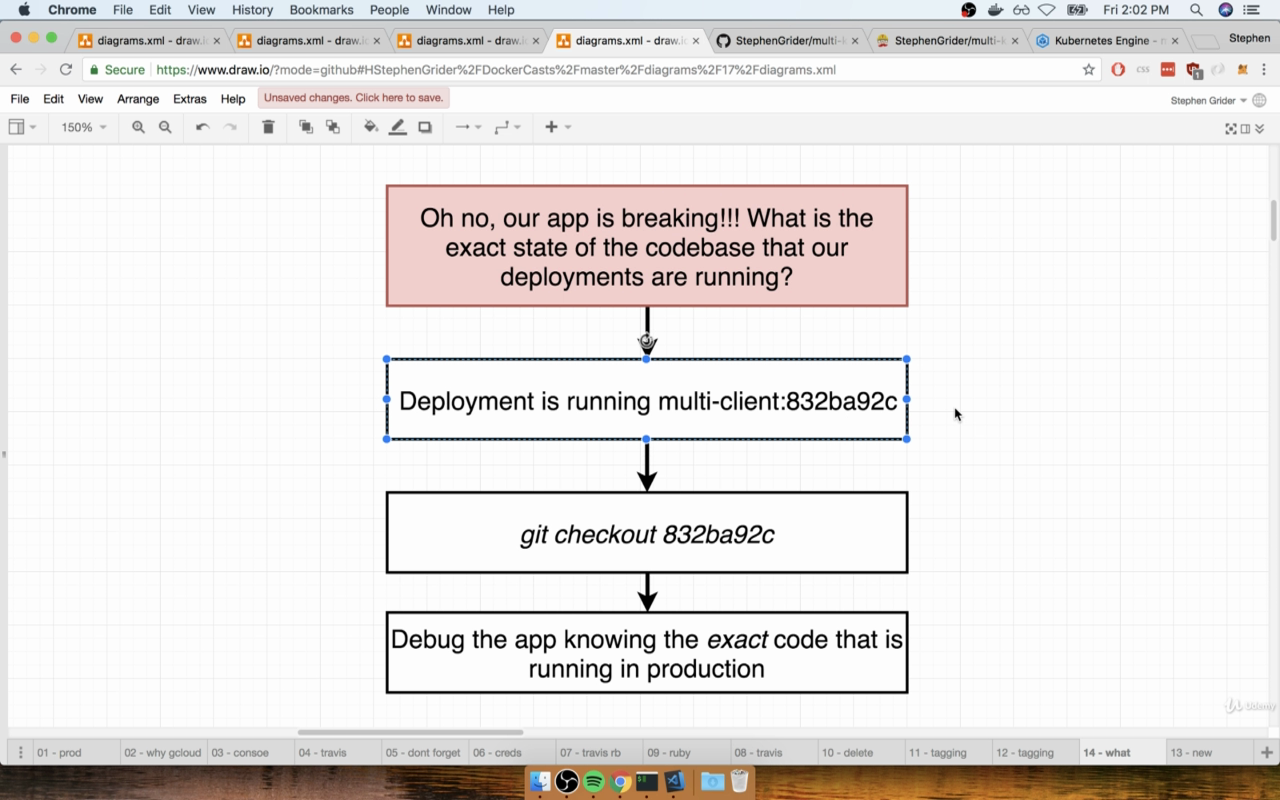 Chrome File Edit View History Bookmarks People Window Help Fri 2:02 PM
diagrams.xml - draw.i diagrams.xml - draw.i diagrams.xml - draw.i diagrams.xml - draw.i StephenGrider/multi-k StephenGrider/multi-k Kubernetes Engine - Stephen
Secure https://www.draw.io/?mode=github#HStephenGrider%2FDockerCasts%2Fmaster%2Fdiagrams%2F17%2Fdiagrams.xml
File Edit View Arrange Extras Help Unsaved changes. Click here to save. Stephen Grider
150%
Oh no, our app is breaking!!! What is the
exact state of the codebase that our
deployments are running?
Deployment is running multi-client:832ba92c
git checkout 832ba92c
Debug the app knowing the exact code that is
running in production
Udemy
01 - prod 02 - why gcloud 03 - consoe 04 - travis 05 - dont forget 06 - creds 07 - travis rb 09 - ruby 08 - travis 10 - delete 11 - tagging 12 - tagging 14 - what 13 - new